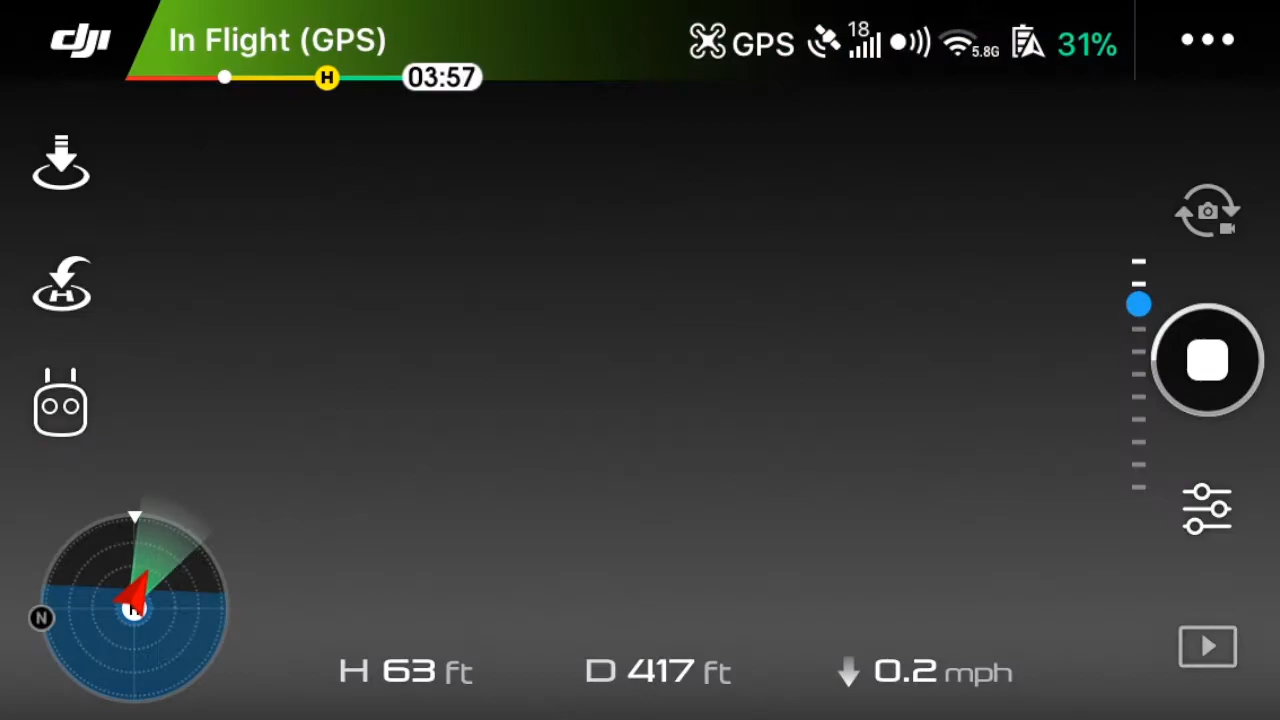 dji In Flight (GPS) GPS 18 5.8G 31%
H 03:57
H
N H
H 63 ft D 417 ft 0.2 mph